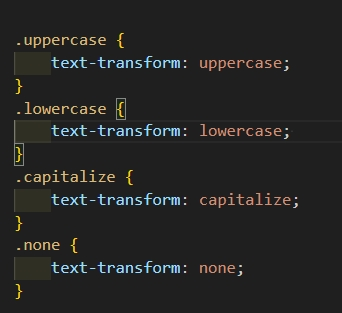 .uppercase {
    text-transform: uppercase;
}
.lowercase {
    text-transform: lowercase;
}
.capitalize {
    text-transform: capitalize;
}
.none {
    text-transform: none;
}